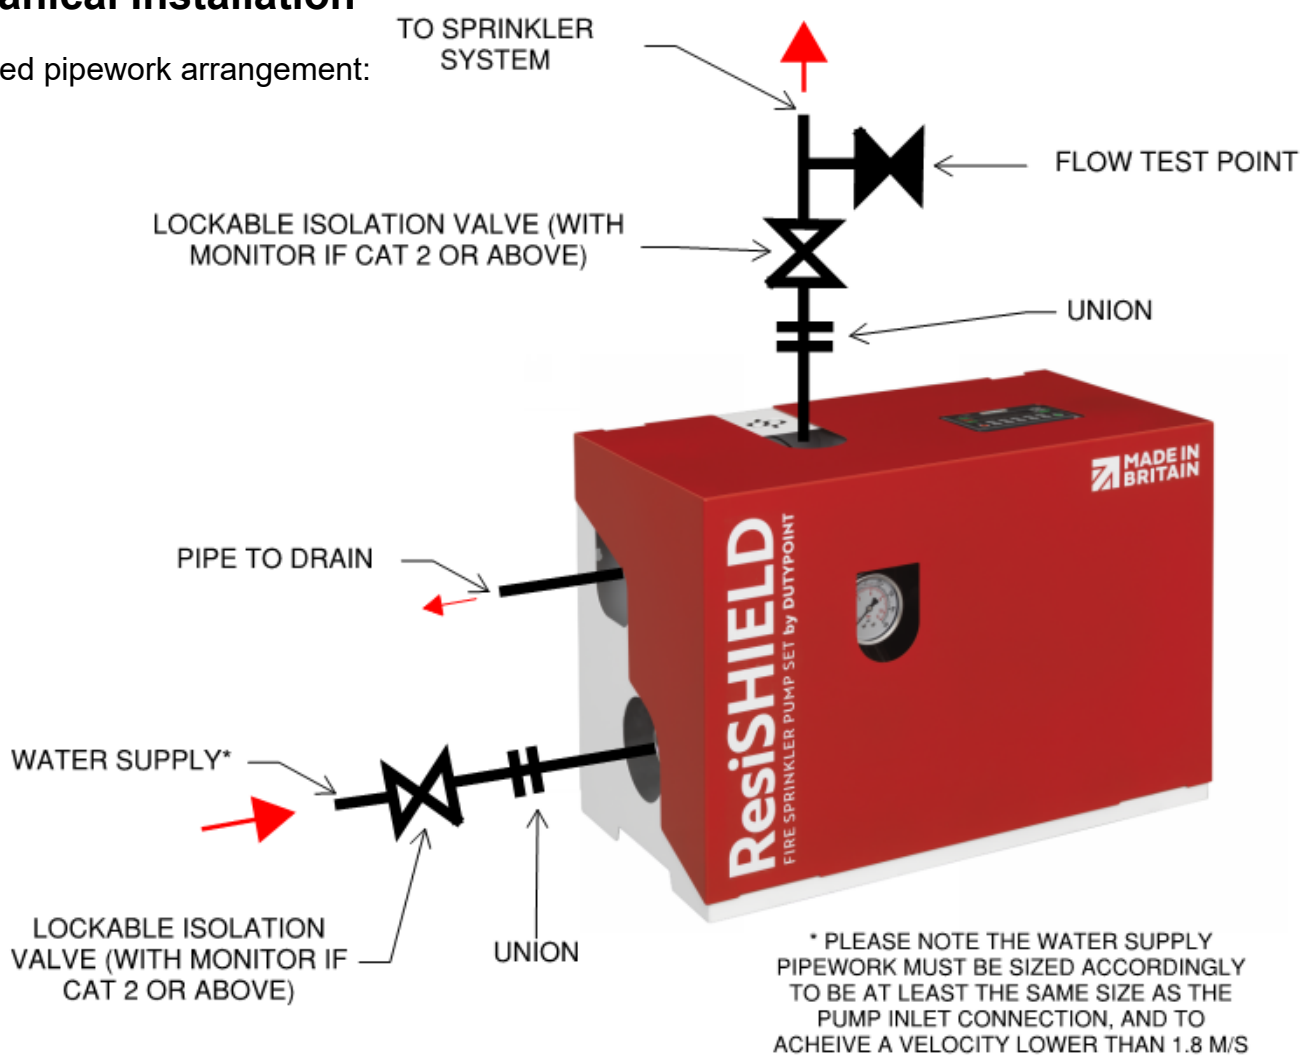 anical Installation
ed pipework arrangement:
TO SPRINKLER
SYSTEM
FLOW TEST POINT
LOCKABLE ISOLATION VALVE (WITH
MONITOR IF CAT 2 OR ABOVE)
UNION
MADE IN
BRITAIN
PIPE TO DRAIN
ResiSHIELD
FIRE SPRINKLER PUMP SET by DUTYPOINT
WATER SUPPLY*
LOCKABLE ISOLATION
VALVE (WITH MONITOR IF
CAT 2 OR ABOVE)
UNION
* PLEASE NOTE THE WATER SUPPLY
PIPEWORK MUST BE SIZED ACCORDINGLY
TO BE AT LEAST THE SAME SIZE AS THE
PUMP INLET CONNECTION, AND TO
ACHEIVE A VELOCITY LOWER THAN 1.8 M/S